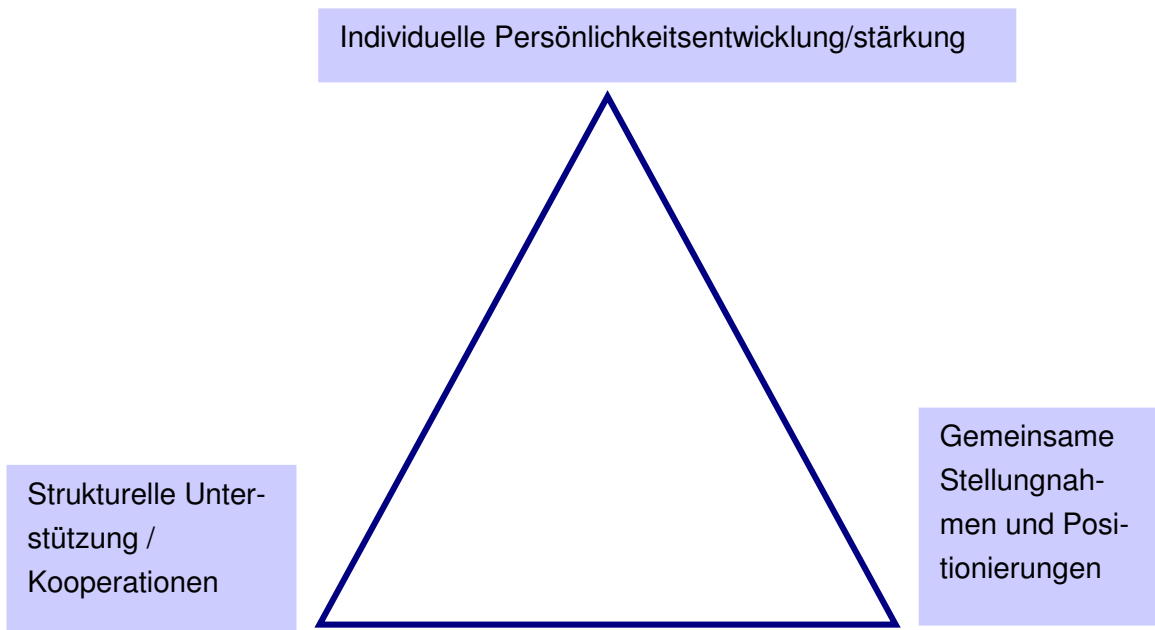 Individuelle Persönlichkeitsentwicklung/stärkung
Strukturelle Unter-
stützung /
Kooperationen
Gemeinsame
Stellungnah-
men und Posi-
tionierungen